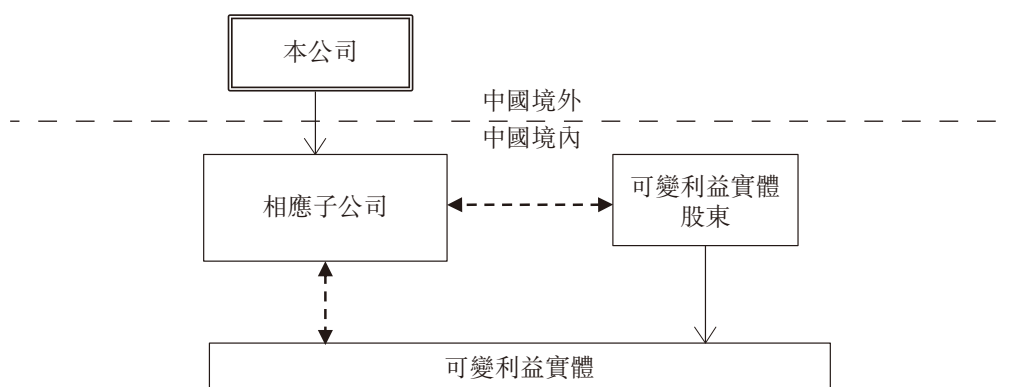 本公司
中國境外
中國境內
相應子公司
可變利益實體
股東
可變利益實體